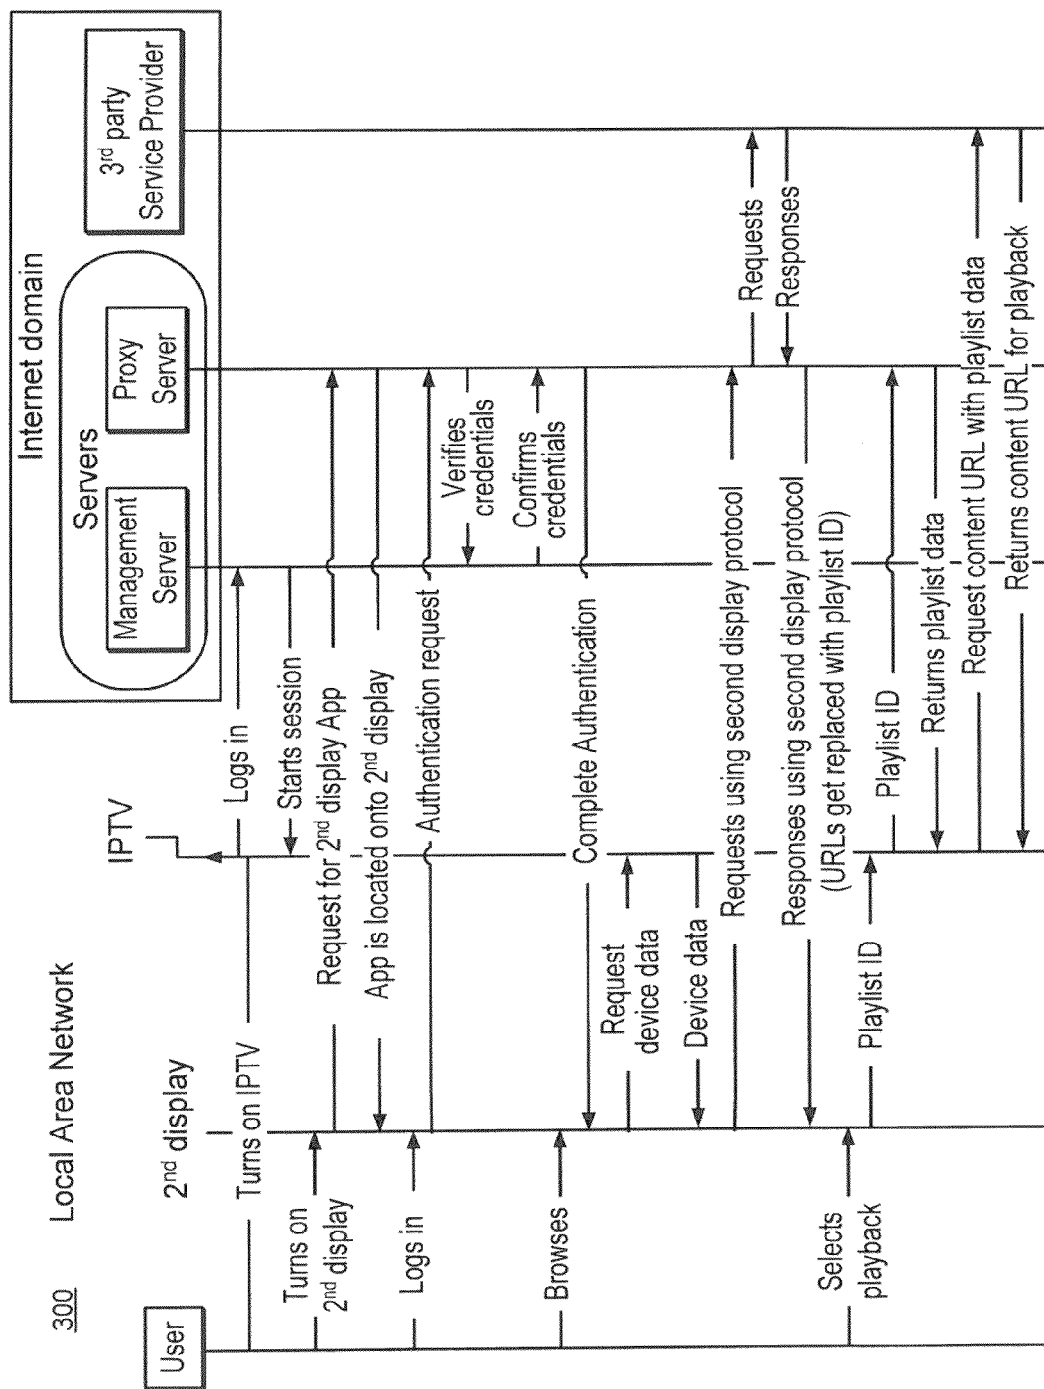 300
Local Area Network
Internet domain
Servers
User
2nd display
IPTV
Management
Server
Proxy
Server
3rd party
Service Provider
Turns on IPTV
Logs in
Starts session
Turns on
2nd display
Request for 2nd display App
App is located onto 2nd display
Logs in
Authentication request
Verifies
credentials
Confirms
credentials
Browses
Complete Authentication
Request
device data
Device data
Requests using second display protocol
Requests
Responses
Responses using second display protocol
(URLs get replaced with playlist ID)
Selects
playback
Playlist ID
Playlist ID
Returns playlist data
Request content URL with playlist data
Returns content URL for playback